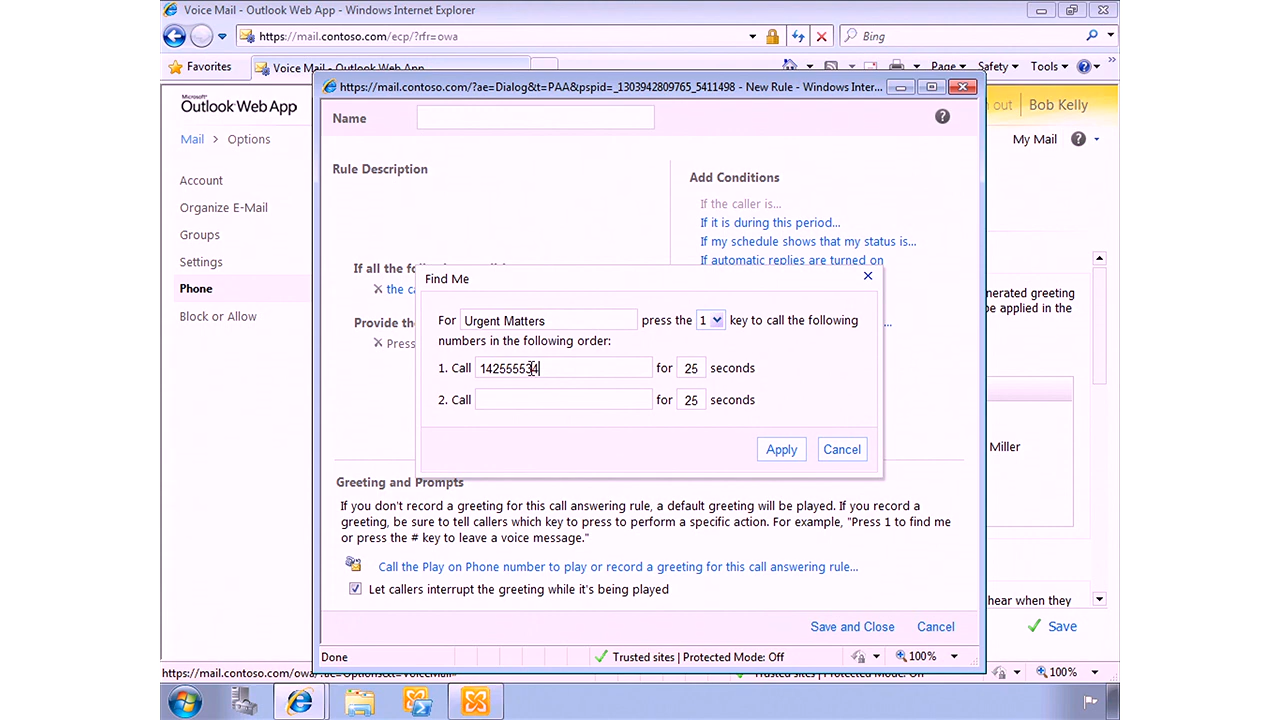 Voice Mail - Outlook Web App - Windows Internet Explorer
https://mail.contoso.com/ecp/?rfr=owa
Bing
Favorites
Voice Mail - Outlook Web App
Page
Safety
Tools
https://mail.contoso.com/?ae=Dialog&t=PAA&pspid=_1303942809765_5411498 - New Rule - Windows Inter...
Microsoft
Outlook Web App
out
Bob Kelly
Mail > Options
My Mail
Account
Organize E-Mail
Groups
Settings
Phone
Block or Allow
Name
Rule Description
Add Conditions
If the caller is...
If it is during this period...
If my schedule shows that my status is...
If automatic replies are turned on
If all the
the
Provide the
Press
Find Me
For Urgent Matters press the 1 key to call the following
numbers in the following order:
1. Call 142555534 for 25 seconds
2. Call for 25 seconds
Apply
Cancel
Greeting and Prompts
If you don't record a greeting for this call answering rule, a default greeting will be played. If you record a
greeting, be sure to tell callers which key to press to perform a specific action. For example, "Press 1 to find me
or press the # key to leave a voice message."
Call the Play on Phone number to play or record a greeting for this call answering rule...
Let callers interrupt the greeting while it's being played
Save and Close
Cancel
Done
Trusted sites | Protected Mode: Off
100%
nerated greeting
be applied in the
Miller
hear when they
Save
100%